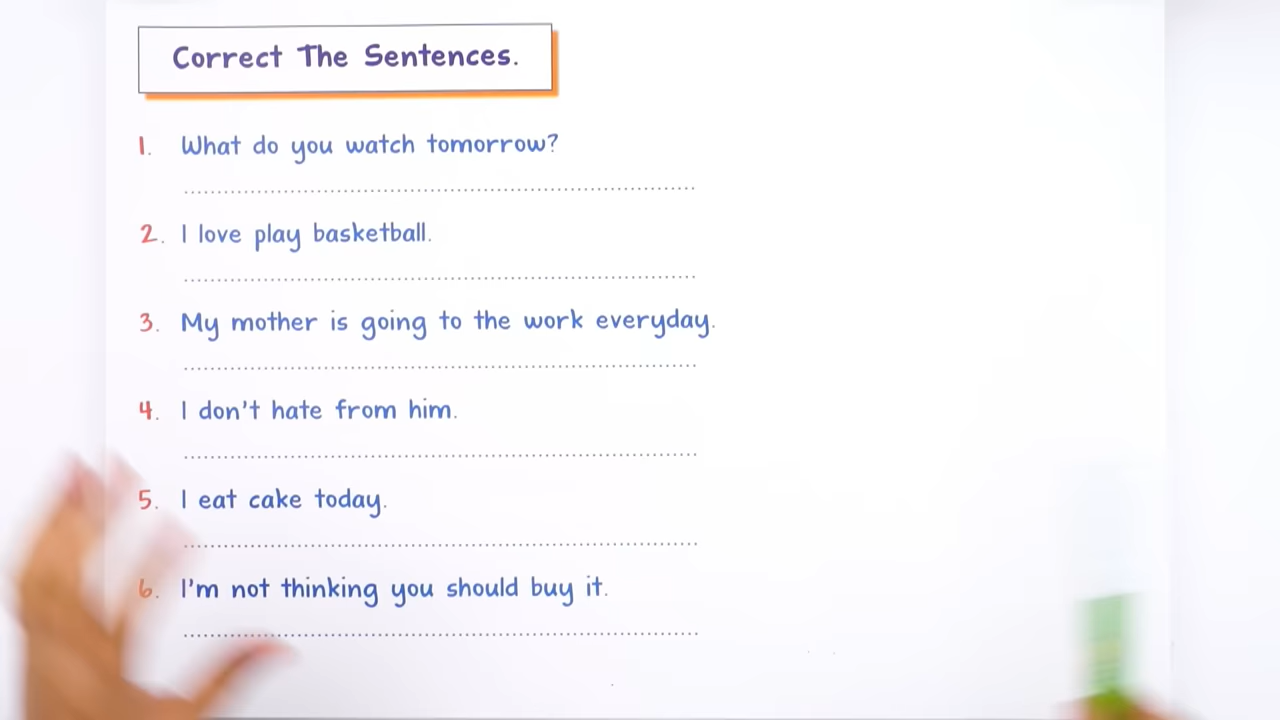 Correct The Sentences.
1. What do you watch tomorrow?
2. I love play basketball.
3. My mother is going to the work everyday.
4. I don't hate from him.
5. I eat cake today.
6. I'm not thinking you should buy it.